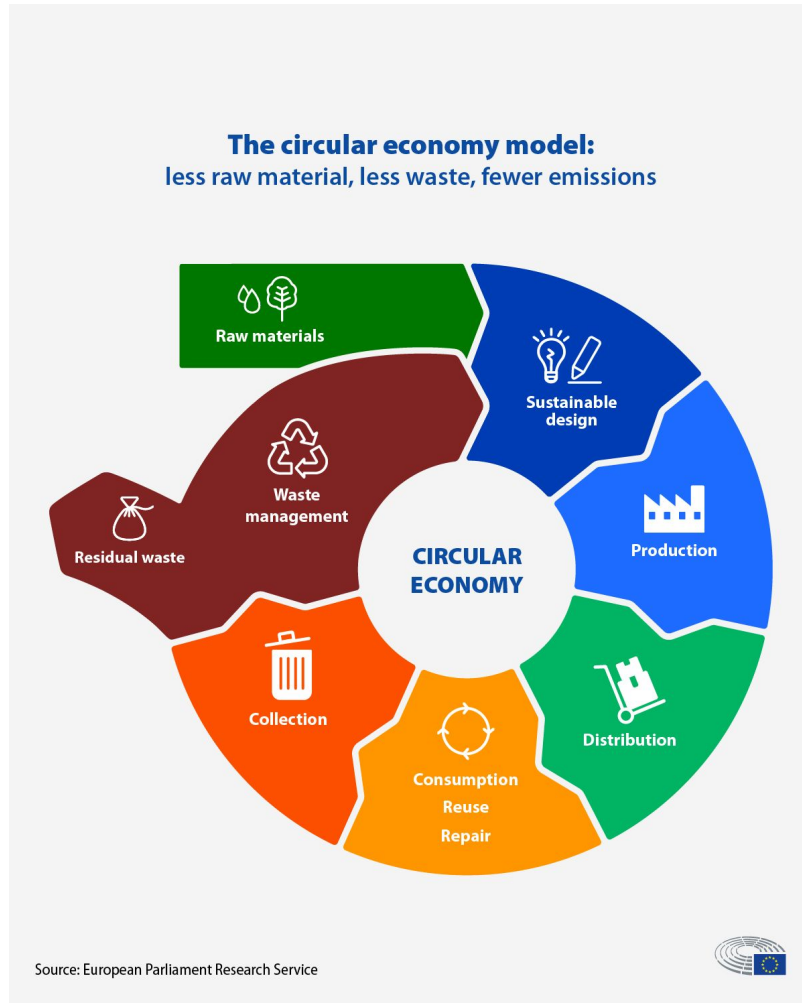 The circular economy model:
less raw material, less waste, fewer emissions
Raw materials
Sustainable
design
Production
Distribution
Consumption
Reuse
Repair
Collection
Waste
management
Residual waste
CIRCULAR
ECONOMY
Source: European Parliament Research Service